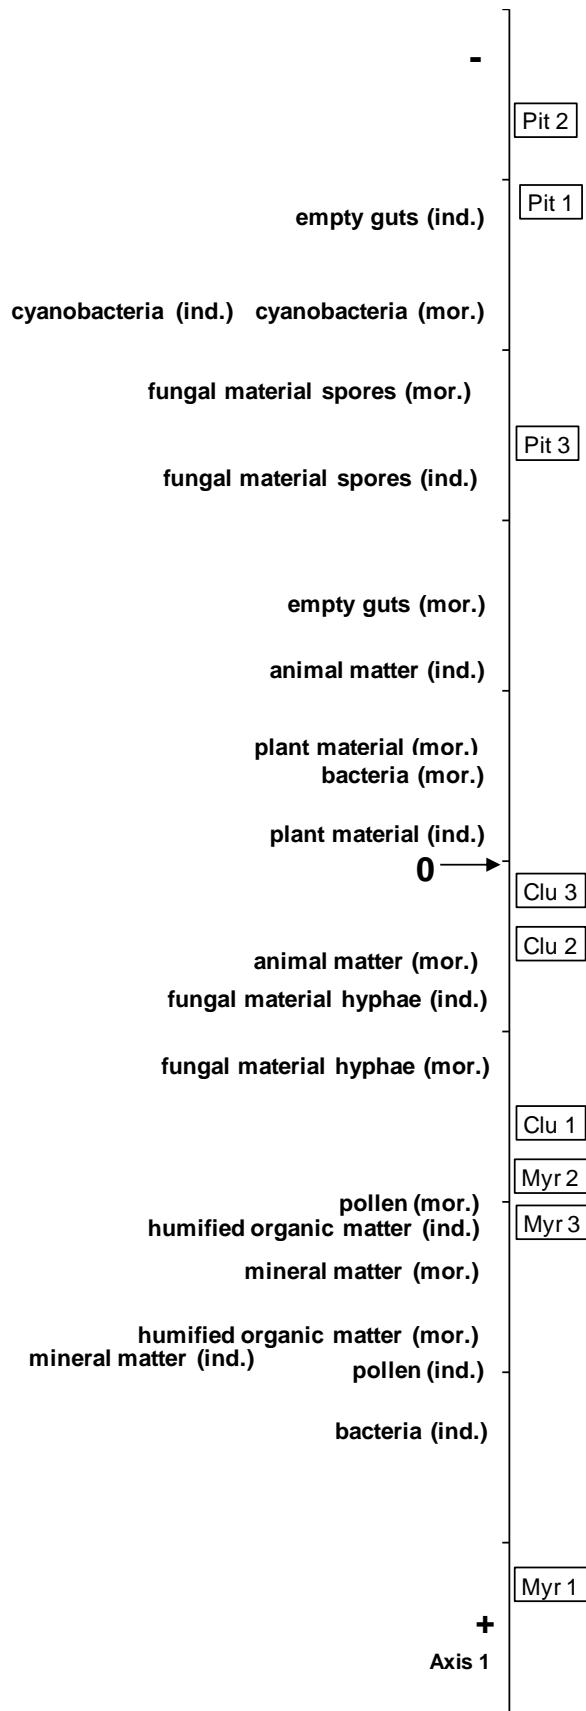 -
Pit 2
Pit 1
empty guts (ind.)
cyanobacteria (ind.) cyanobacteria (mor.)
fungal material spores (mor.)
Pit 3
fungal material spores (ind.)
empty guts (mor.)
animal matter (ind.)
plant material (mor.)
bacteria (mor.)
plant material (ind.)
0
Clu 3
Clu 2
animal matter (mor.)
fungal material hyphae (ind.)
fungal material hyphae (mor.)
Clu 1
Myr 2
pollen (mor.)
Myr 3
humified organic matter (ind.)
mineral matter (mor.)
humified organic matter (mor.)
mineral matter (ind.)
pollen (ind.)
bacteria (ind.)
Myr 1
+
Axis 1